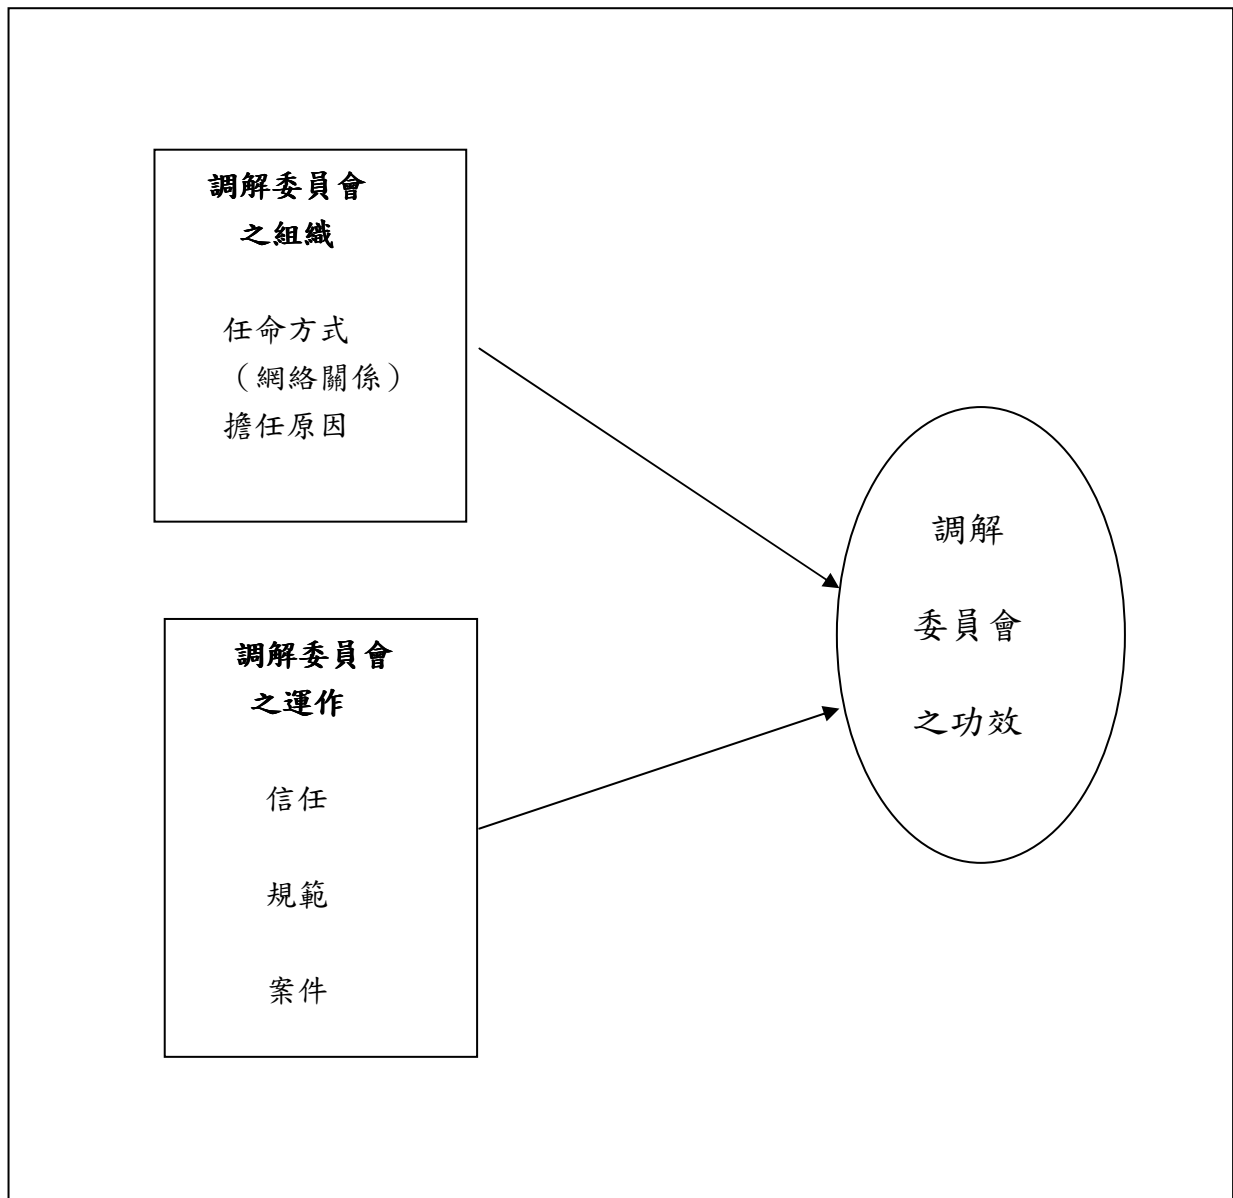 調解委員會
之組織
任命方式
（網絡關係）
擔任原因
調解委員會
之運作
信任
規範
案件
調解
委員會
之功效